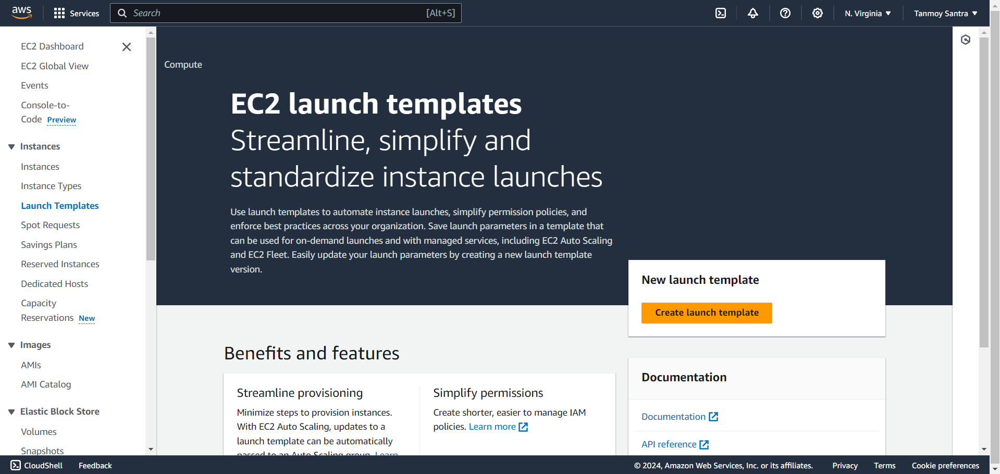 aws
Services
Search
[Alt+S]
N. Virginia
Tanmoy Santra
EC2 Dashboard
EC2 Global View
Events
Console-to-
Code Preview
Instances
Instances
Instance Types
Launch Templates
Spot Requests
Savings Plans
Reserved Instances
Dedicated Hosts
Capacity
Reservations New
Images
AMIs
AMI Catalog
Elastic Block Store
Volumes
Snapshots
Compute
EC2 launch templates
Streamline, simplify and
standardize instance launches
Use launch templates to automate instance launches, simplify permission policies, and
enforce best practices across your organization. Save launch parameters in a template that
can be used for on-demand launches and with managed services, including EC2 Auto Scaling
and EC2 Fleet. Easily update your launch parameters by creating a new launch template
version.
New launch template
Create launch template
Benefits and features
Streamline provisioning
Minimize steps to provision instances.
With EC2 Auto Scaling, updates to a
launch template can be automatically
passed to an Auto Scaling group. Learn
Simplify permissions
Create shorter, easier to manage IAM
policies. Learn more
Documentation
Documentation
API reference
CloudShell
Feedback
© 2024, Amazon Web Services, Inc. or its affiliates.
Privacy
Terms
Cookie preferences